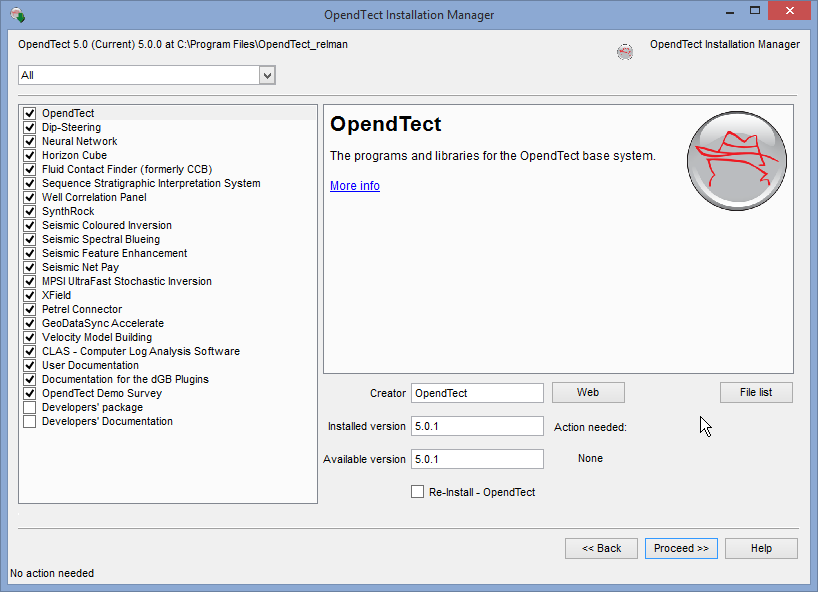 OpendTect Installation Manager
OpendTect 5.0 (Current) 5.0.0 at C:\Program Files\OpendTect_relman
OpendTect Installation Manager
All
OpendTect
Dip-Steering
Neural Network
Horizon Cube
Fluid Contact Finder (formerly CCB)
Sequence Stratigraphic Interpretation System
Well Correlation Panel
SynthRock
Seismic Coloured Inversion
Seismic Spectral Blueing
Seismic Feature Enhancement
Seismic Net Pay
MPSI UltraFast Stochastic Inversion
XField
Petrel Connector
GeoDataSync Accelerate
Velocity Model Building
CLAS - Computer Log Analysis Software
User Documentation
Documentation for the dGB Plugins
OpendTect Demo Survey
Developers' package
Developers' Documentation
OpendTect
The programs and libraries for the OpendTect base system.
More info
Creator OpendTect Web File list
Installed version 5.0.1 Action needed:
Available version 5.0.1 None
Re-Install - OpendTect
<< Back Proceed >> Help
No action needed